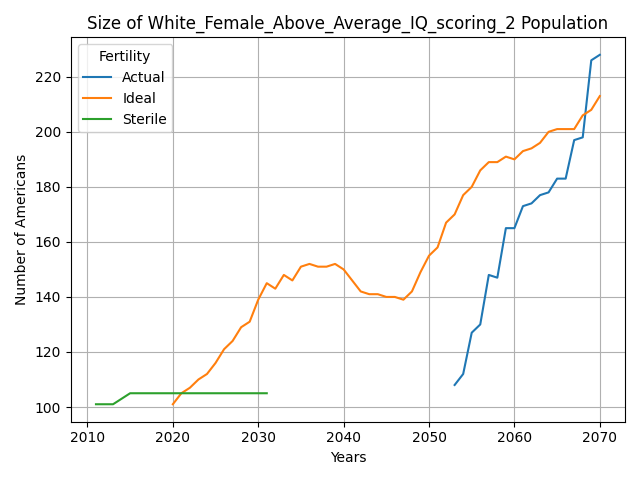 Size of White_Female_Above_Average_IQ_scoring_2 Population
Fertility
Actual
Ideal
Sterile
Number of Americans
220
200
180
160
140
120
100
2010 2020 2030 2040 2050 2060 2070
Years